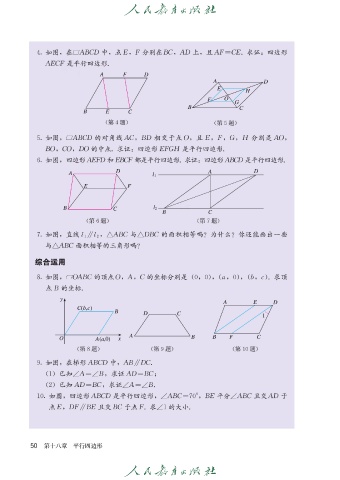 人民教育出版社
4. 如图，在□ABCD 中，点 E，F 分别在 BC，AD 上，且 AF=CE. 求证：四边形
AECF 是平行四边形.
A F D
B E C
A D
E H
F O G
B C
（第 4 题）
（第 5 题）
5. 如图，□ABCD 的对角线 AC，BD 相交于点 O，且 E，F，G，H 分别是 AO，
BO，CO，DO 的中点. 求证：四边形 EFGH 是平行四边形.
6. 如图，四边形 AEFD 和 EBCF 都是平行四边形. 求证：四边形 ABCD 是平行四边形.
A D
E F
B C
l₁ A D
l₂ B C
（第 6 题）
（第 7 题）
7. 如图，直线 l₁∥l₂，△ABC 与△DBC 的面积相等吗？为什么？你还能画出一些
与△ABC 面积相等的三角形吗？
综合运用
8. 如图，□OABC 的顶点 O，A，C 的坐标分别是（0，0），（a，0），（b，c）. 求顶
点 B 的坐标.
y
C(b,c) B
O A(a,0) x
D C
A B
A E D
1
B F C
（第 8 题）
（第 9 题）
（第 10 题）
9. 如图，在梯形 ABCD 中，AB∥DC.
（1）已知∠A=∠B，求证 AD=BC；
（2）已知 AD=BC，求证∠A=∠B.
10. 如图，四边形 ABCD 是平行四边形，∠ABC=70°，BE 平分∠ABC 且交 AD 于
点 E，DF∥BE 且交 BC 于点 F. 求∠1 的大小.
50 第十八章 平行四边形
人民教育出版社